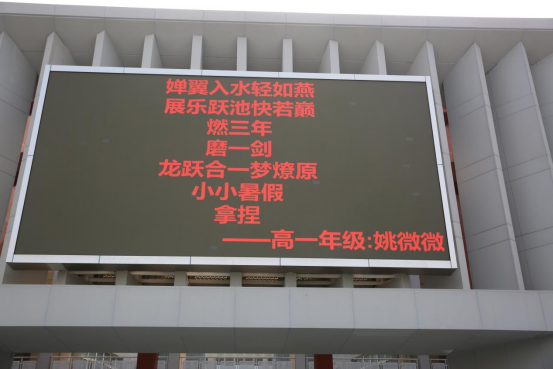 婵翼入水轻如燕
展乐跃池快若巅
燃三年
磨一剑
龙跃合一梦燎原
小小暑假
拿捏
——高一年级:姚微微